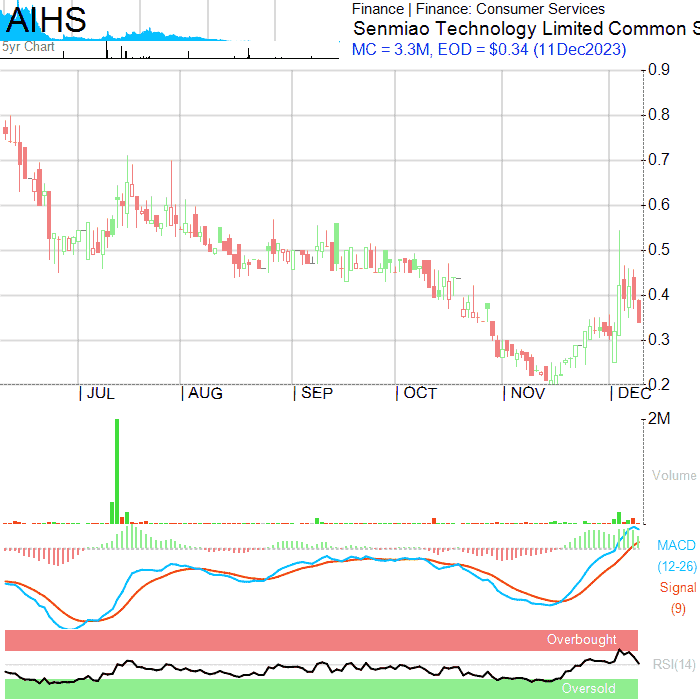 AIHS
Finance | Finance: Consumer Services
Senmiao Technology Limited Common S
MC = 3.3M, EOD = $0.34 (11Dec2023)
5yr Chart
0.9
0.8
0.7
0.6
0.5
0.4
0.3
0.2
| JUL | AUG | SEP | OCT | NOV | DEC
2M
Volume
MACD
(12-26)
Signal
(9)
Overbought
RSI(14)
Oversold